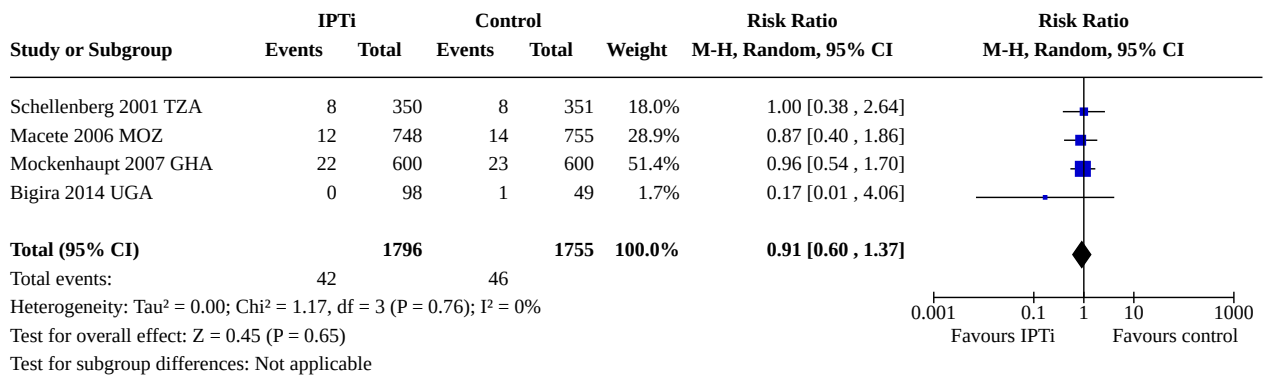 IPTi Control Risk Ratio Risk Ratio
Study or Subgroup Events Total Events Total Weight M-H, Random, 95% CI M-H, Random, 95% CI
Schellenberg 2001 TZA 8 350 8 351 18.0% 1.00 [0.38 , 2.64]
Macete 2006 MOZ 12 748 14 755 28.9% 0.87 [0.40 , 1.86]
Mockenhaupt 2007 GHA 22 600 23 600 51.4% 0.96 [0.54 , 1.70]
Bigira 2014 UGA 0 98 1 49 1.7% 0.17 [0.01 , 4.06]
Total (95% CI) 1796 1755 100.0% 0.91 [0.60 , 1.37]
Total events: 42 46
Heterogeneity: Tau² = 0.00; Chi² = 1.17, df = 3 (P = 0.76); I² = 0%
0.001 0.1 1 10 1000
Test for overall effect: Z = 0.45 (P = 0.65) Favours IPTi Favours control
Test for subgroup differences: Not applicable